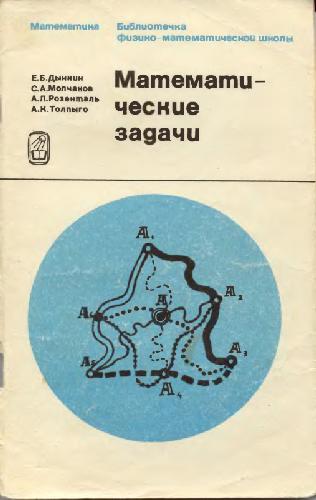 Математика
Библиотечка
физико-математической школы
Е.Б.Дынкин
С.А.Молчанов
А.Л.Розенталь
А.К.Толпыго
Математи-
ческие
задачи
A₁
A₂
A₃
A₄
A₅
A₆
A